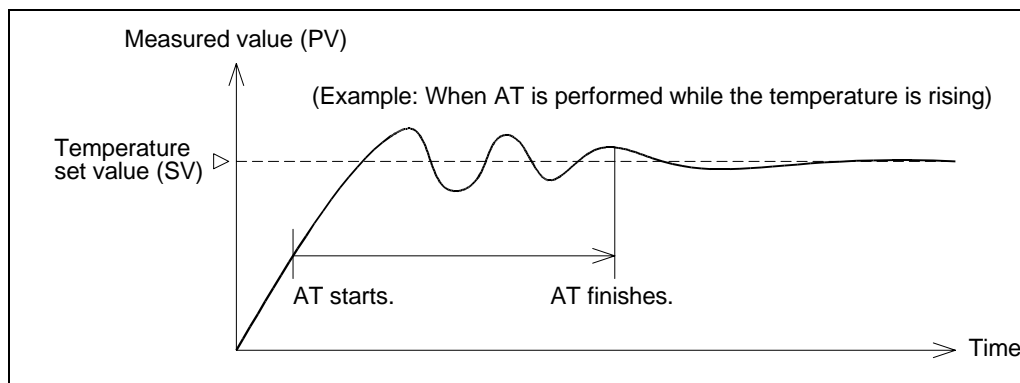 Measured value (PV)
(Example: When AT is performed while the temperature is rising)
Temperature
set value (SV)
AT starts.
AT finishes.
Time